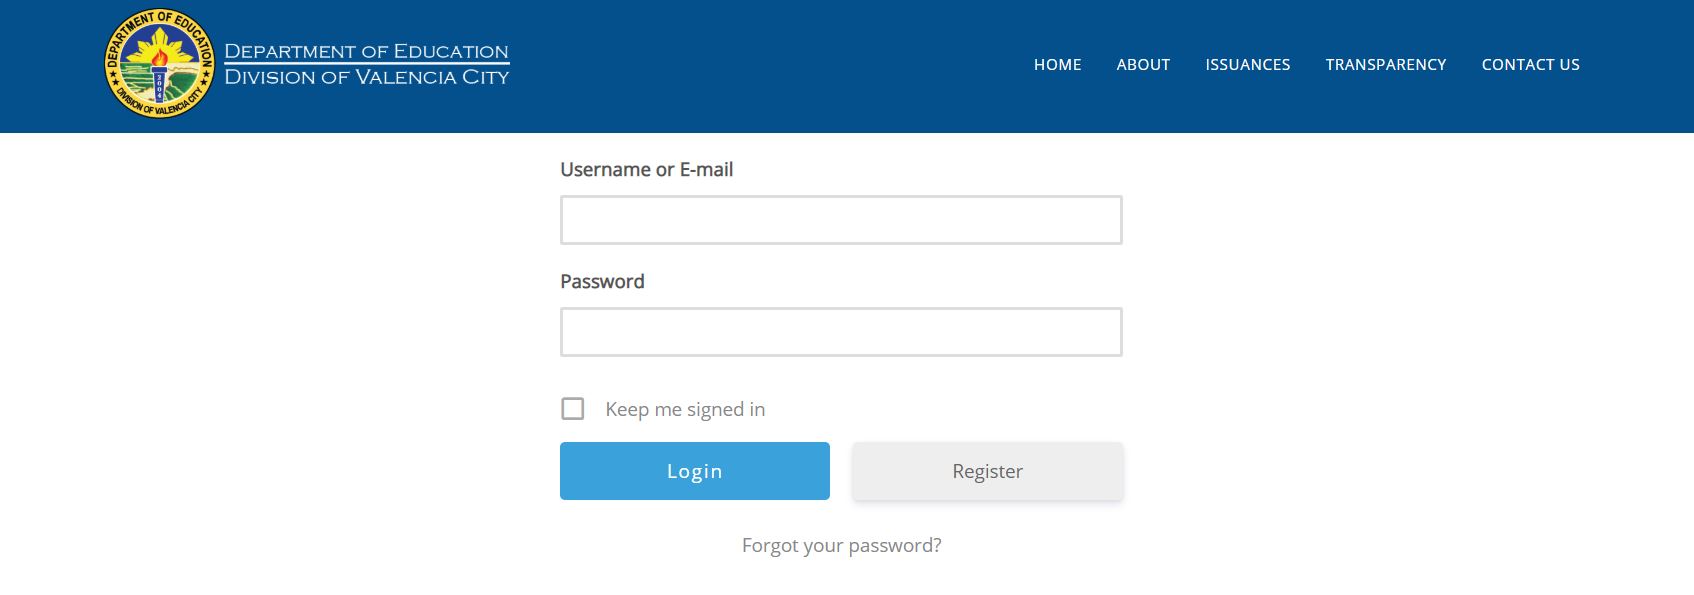 DEPARTMENT OF EDUCATION
DIVISION OF VALENCIA CITY
2004
DEPARTMENT OF EDUCATION
DIVISION OF VALENCIA CITY
HOME
ABOUT
ISSUANCES
TRANSPARENCY
CONTACT US
Username or E-mail
Password
Keep me signed in
Login
Register
Forgot your password?